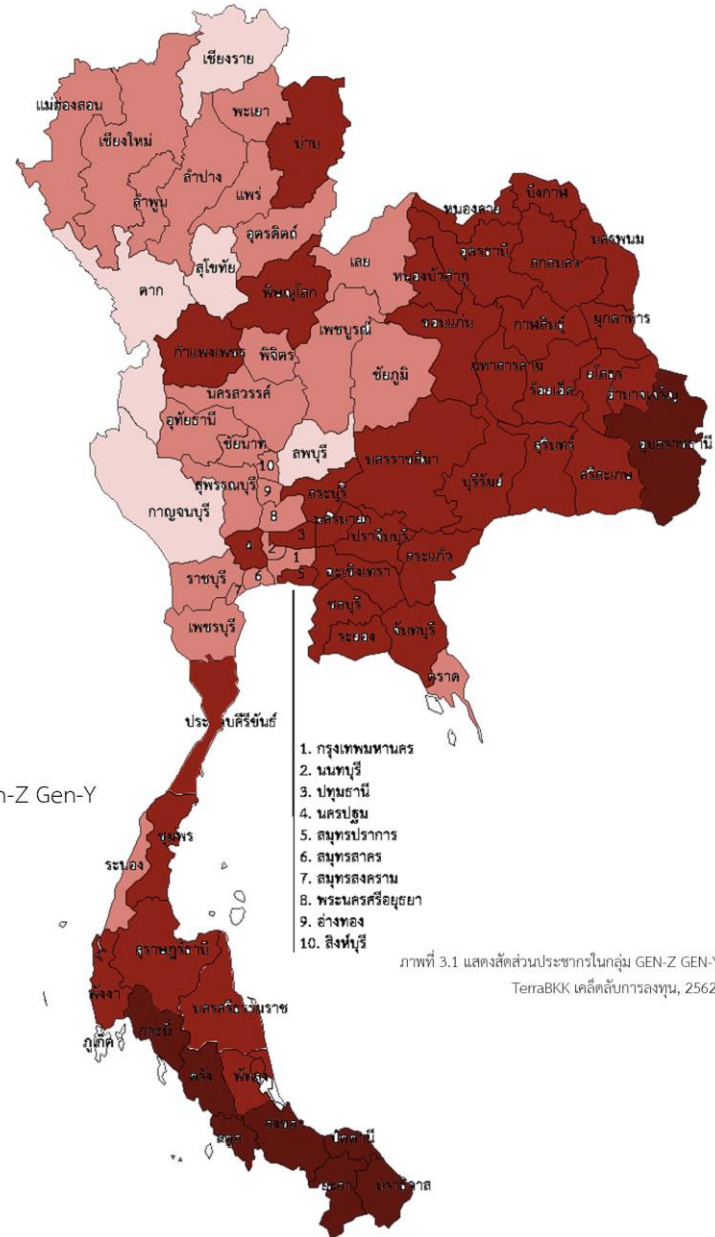 เชียงราย
แม่ฮ่องสอน
พะเยา
เชียงใหม่
น่าน
ลำปาง
ลำพูน
แพร่
บึงกาฬ
หนองคาย
อุตรดิตถ์
นครพนม
อุดรธานี
สกลนคร
สุโขทัย
เลย
หนองบัวลำภู
ตาก
พิษณุโลก
เพชรบูรณ์
ขอนแก่น
กาฬสินธุ์
มุกดาหาร
กำแพงเพชร
พิจิตร
ชัยภูมิ
มหาสารคาม
ยโสธร
ร้อยเอ็ด
อำนาจเจริญ
นครสวรรค์
อุทัยธานี
ชัยนาท
ลพบุรี
อุบลราชธานี
นครราชสีมา
สุรินทร์
10
สุพรรณบุรี
บุรีรัมย์
ศรีสะเกษ
9
สระบุรี
กาญจนบุรี
8
นครนายก
3
ปราจีนบุรี
4
2
1
สระแก้ว
ฉะเชิงเทรา
ราชบุรี
6
5
7
ชลบุรี
เพชรบุรี
ระยอง
จันทบุรี
ตราด
ประจวบคีรีขันธ์
1. กรุงเทพมหานคร
2. นนทบุรี
3. ปทุมธานี
4. นครปฐม
5. สมุทรปราการ
6. สมุทรสาคร
7. สมุทรสงคราม
8. พระนครศรีอยุธยา
9. อ่างทอง
10. สิงห์บุรี
n-Z Gen-Y
ชุมพร
ระนอง
สุราษฎร์ธานี
พังงา
นครศรีธรรมราช
ภูเก็ต
กระบี่
ตรัง
พัทลุง
สงขลา
สตูล
ปัตตานี
ยะลา
นราธิวาส
ภาพที่ 3.1 แสดงสัดส่วนประชากรในกลุ่ม GEN-Z GEN-Y
TerraBKK เคล็ดลับการลงทุน, 2562